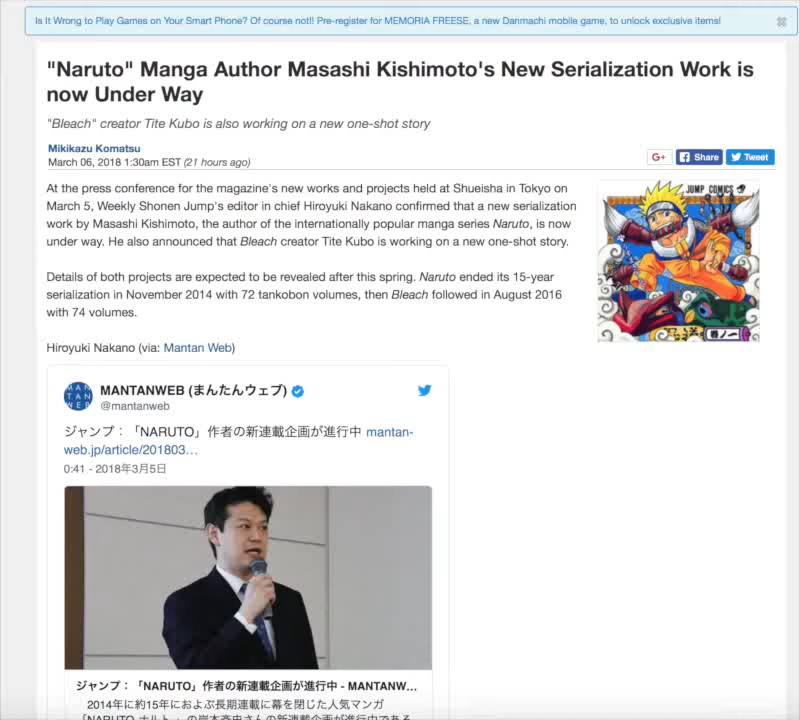 Is It Wrong to Play Games on Your Smart Phone? Of course not!! Pre-register for MEMORIA FREESE, a new Danmachi mobile game, to unlock exclusive items!
"Naruto" Manga Author Masashi Kishimoto's New Serialization Work is
now Under Way
"Bleach" creator Tite Kubo is also working on a new one-shot story
Mikikazu Komatsu
March 06, 2018 1:30am EST (21 hours ago)
G+ Share Tweet
At the press conference for the magazine's new works and projects held at Shueisha in Tokyo on
March 5, Weekly Shonen Jump's editor in chief Hiroyuki Nakano confirmed that a new serialization
work by Masashi Kishimoto, the author of the internationally popular manga series Naruto, is now
under way. He also announced that Bleach creator Tite Kubo is working on a new one-shot story.
JUMP COMICS
巻ノ一
Details of both projects are expected to be revealed after this spring. Naruto ended its 15-year
serialization in November 2014 with 72 tankobon volumes, then Bleach followed in August 2016
with 74 volumes.
Hiroyuki Nakano (via: Mantan Web)
MAN
TAN
WEB
MANTANWEB (まんたんウェブ)
@mantanweb
ジャンプ：「NARUTO」作者の新連載企画が進行中 mantan-
web.jp/article/201803…
0:41 - 2018年3月5日
ジャンプ：「NARUTO」作者の新連載企画が進行中 - MANTANW…
2014年に約15年におよぶ長期連載に幕を閉じた人気マンガ
「NARUTO-ナルト-」の岸本斉史さんの新連載企画が進行中である